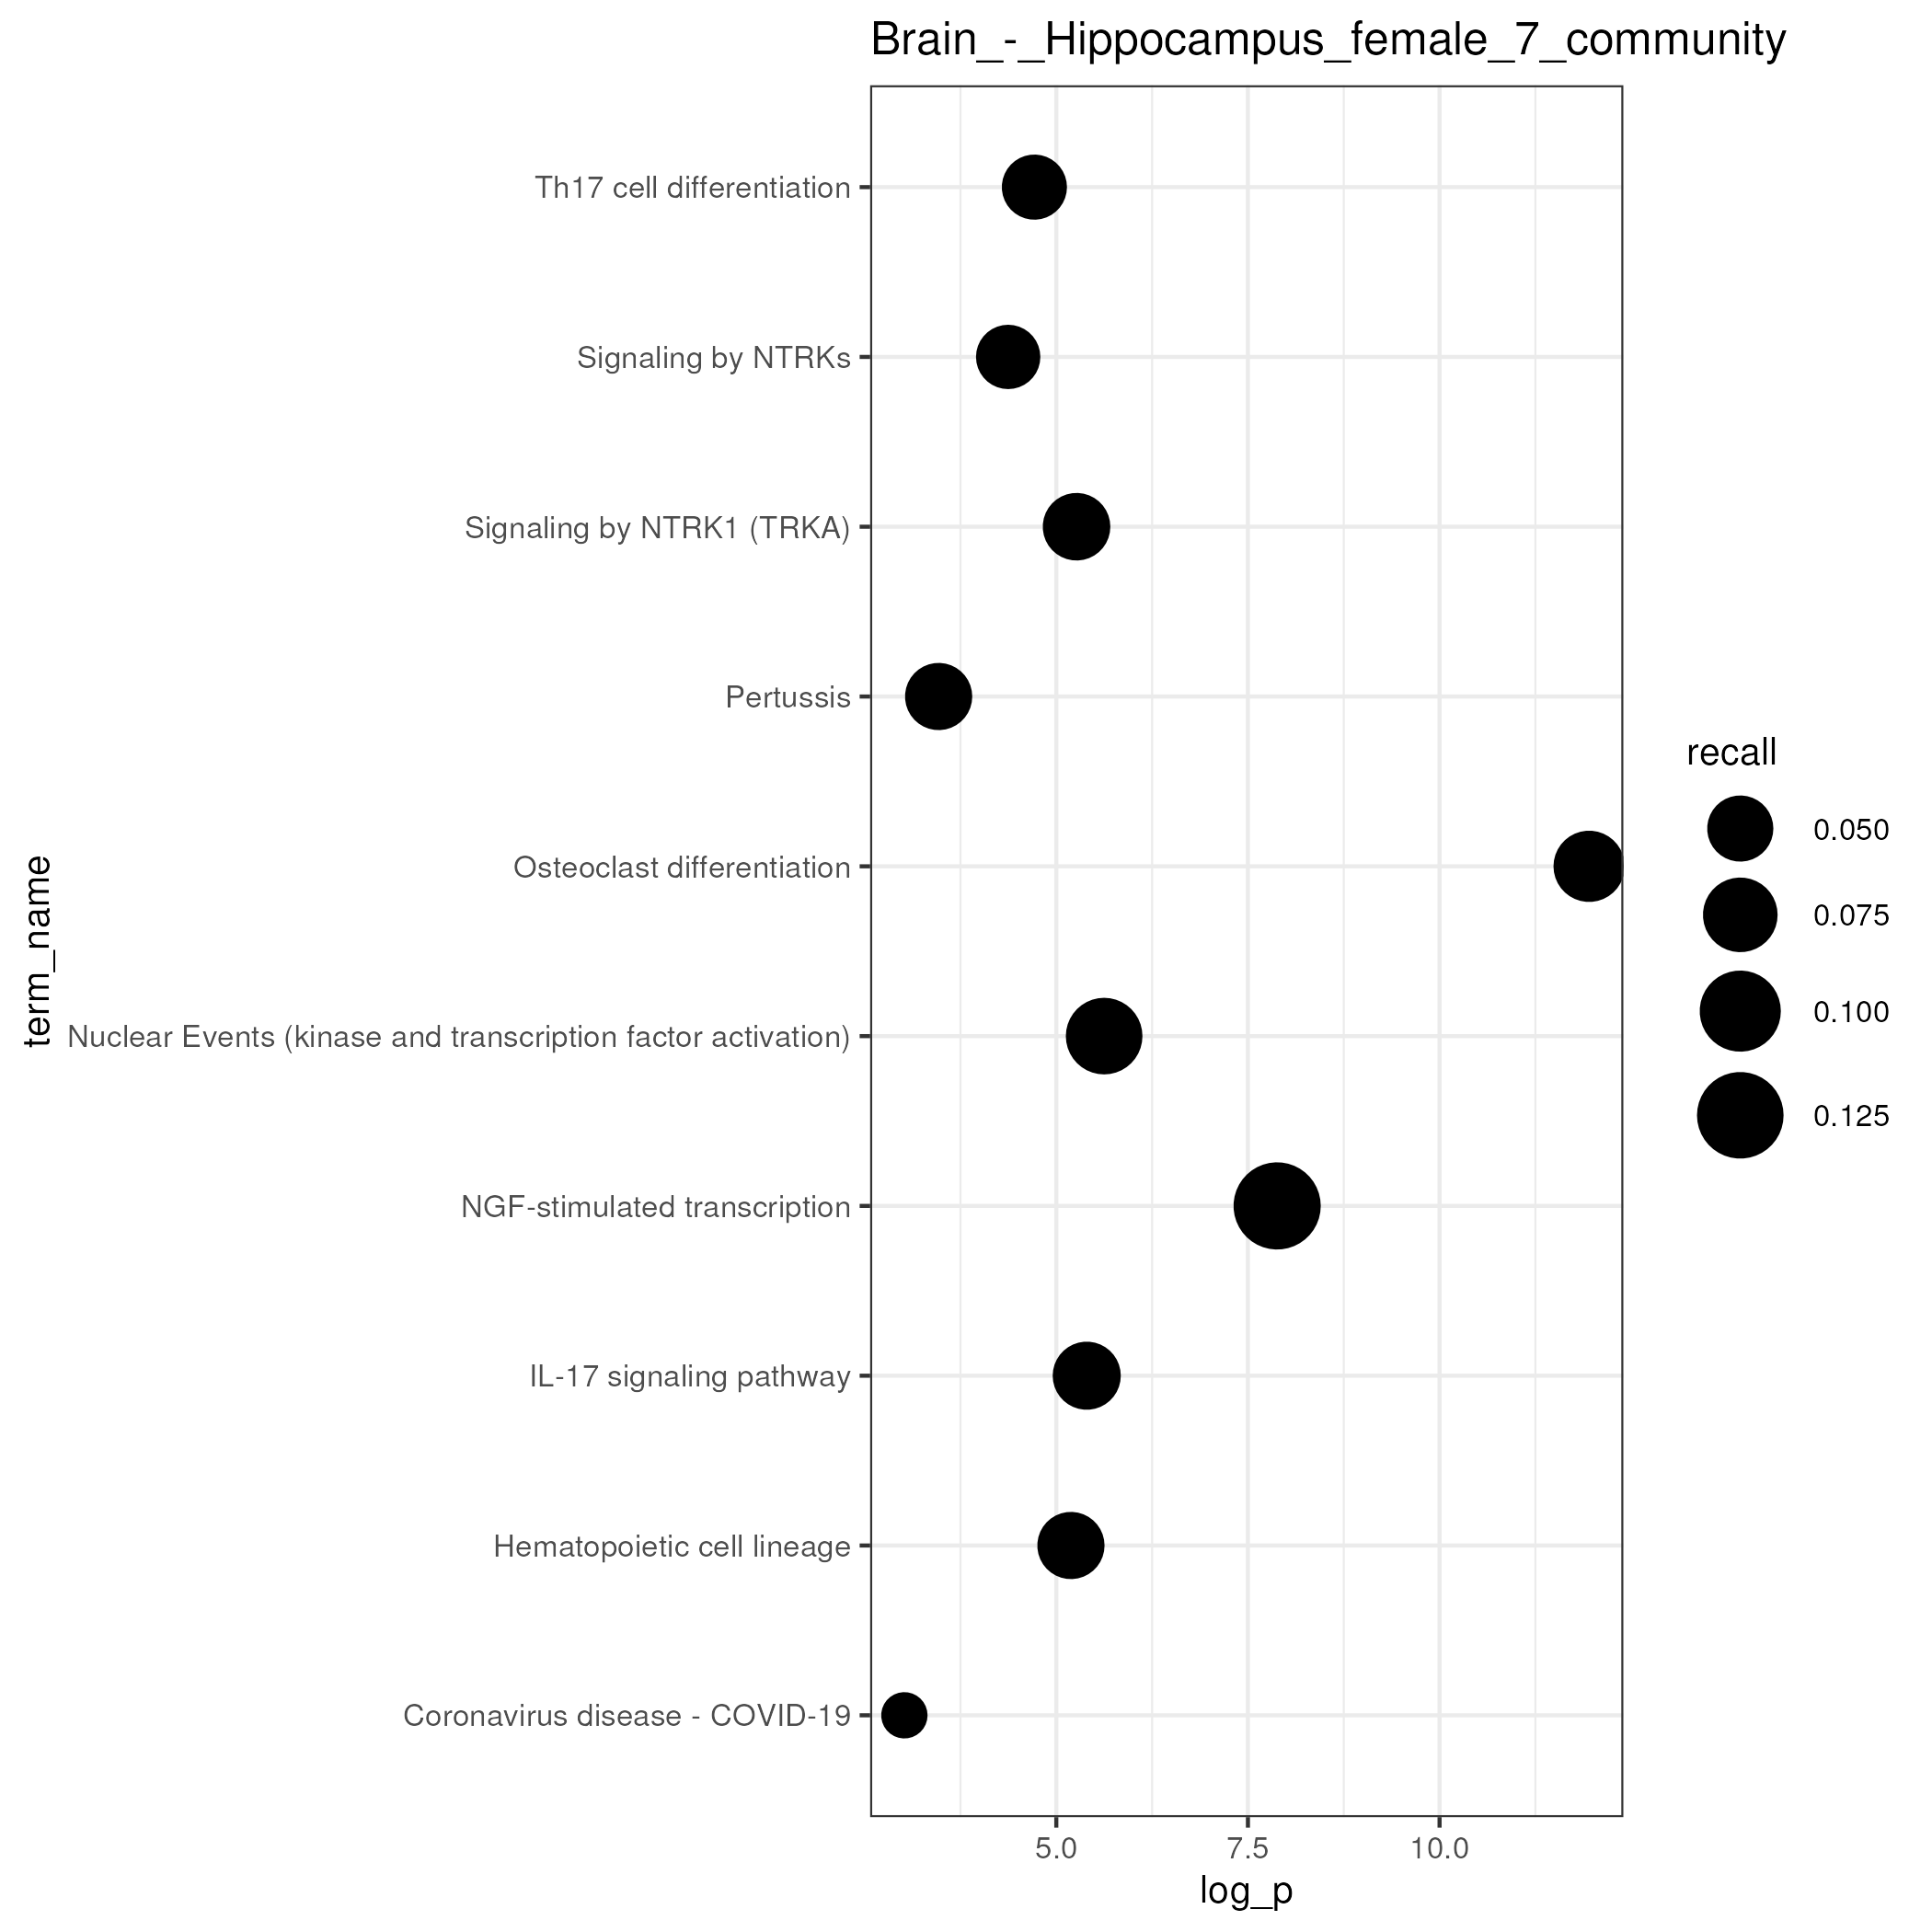 Brain_-_Hippocampus_female_7_community
term_name
Th17 cell differentiation
Signaling by NTRKs
Signaling by NTRK1 (TRKA)
Pertussis
Osteoclast differentiation
Nuclear Events (kinase and transcription factor activation)
NGF-stimulated transcription
IL-17 signaling pathway
Hematopoietic cell lineage
Coronavirus disease - COVID-19
5.0 7.5 10.0
log_p
recall
0.050
0.075
0.100
0.125